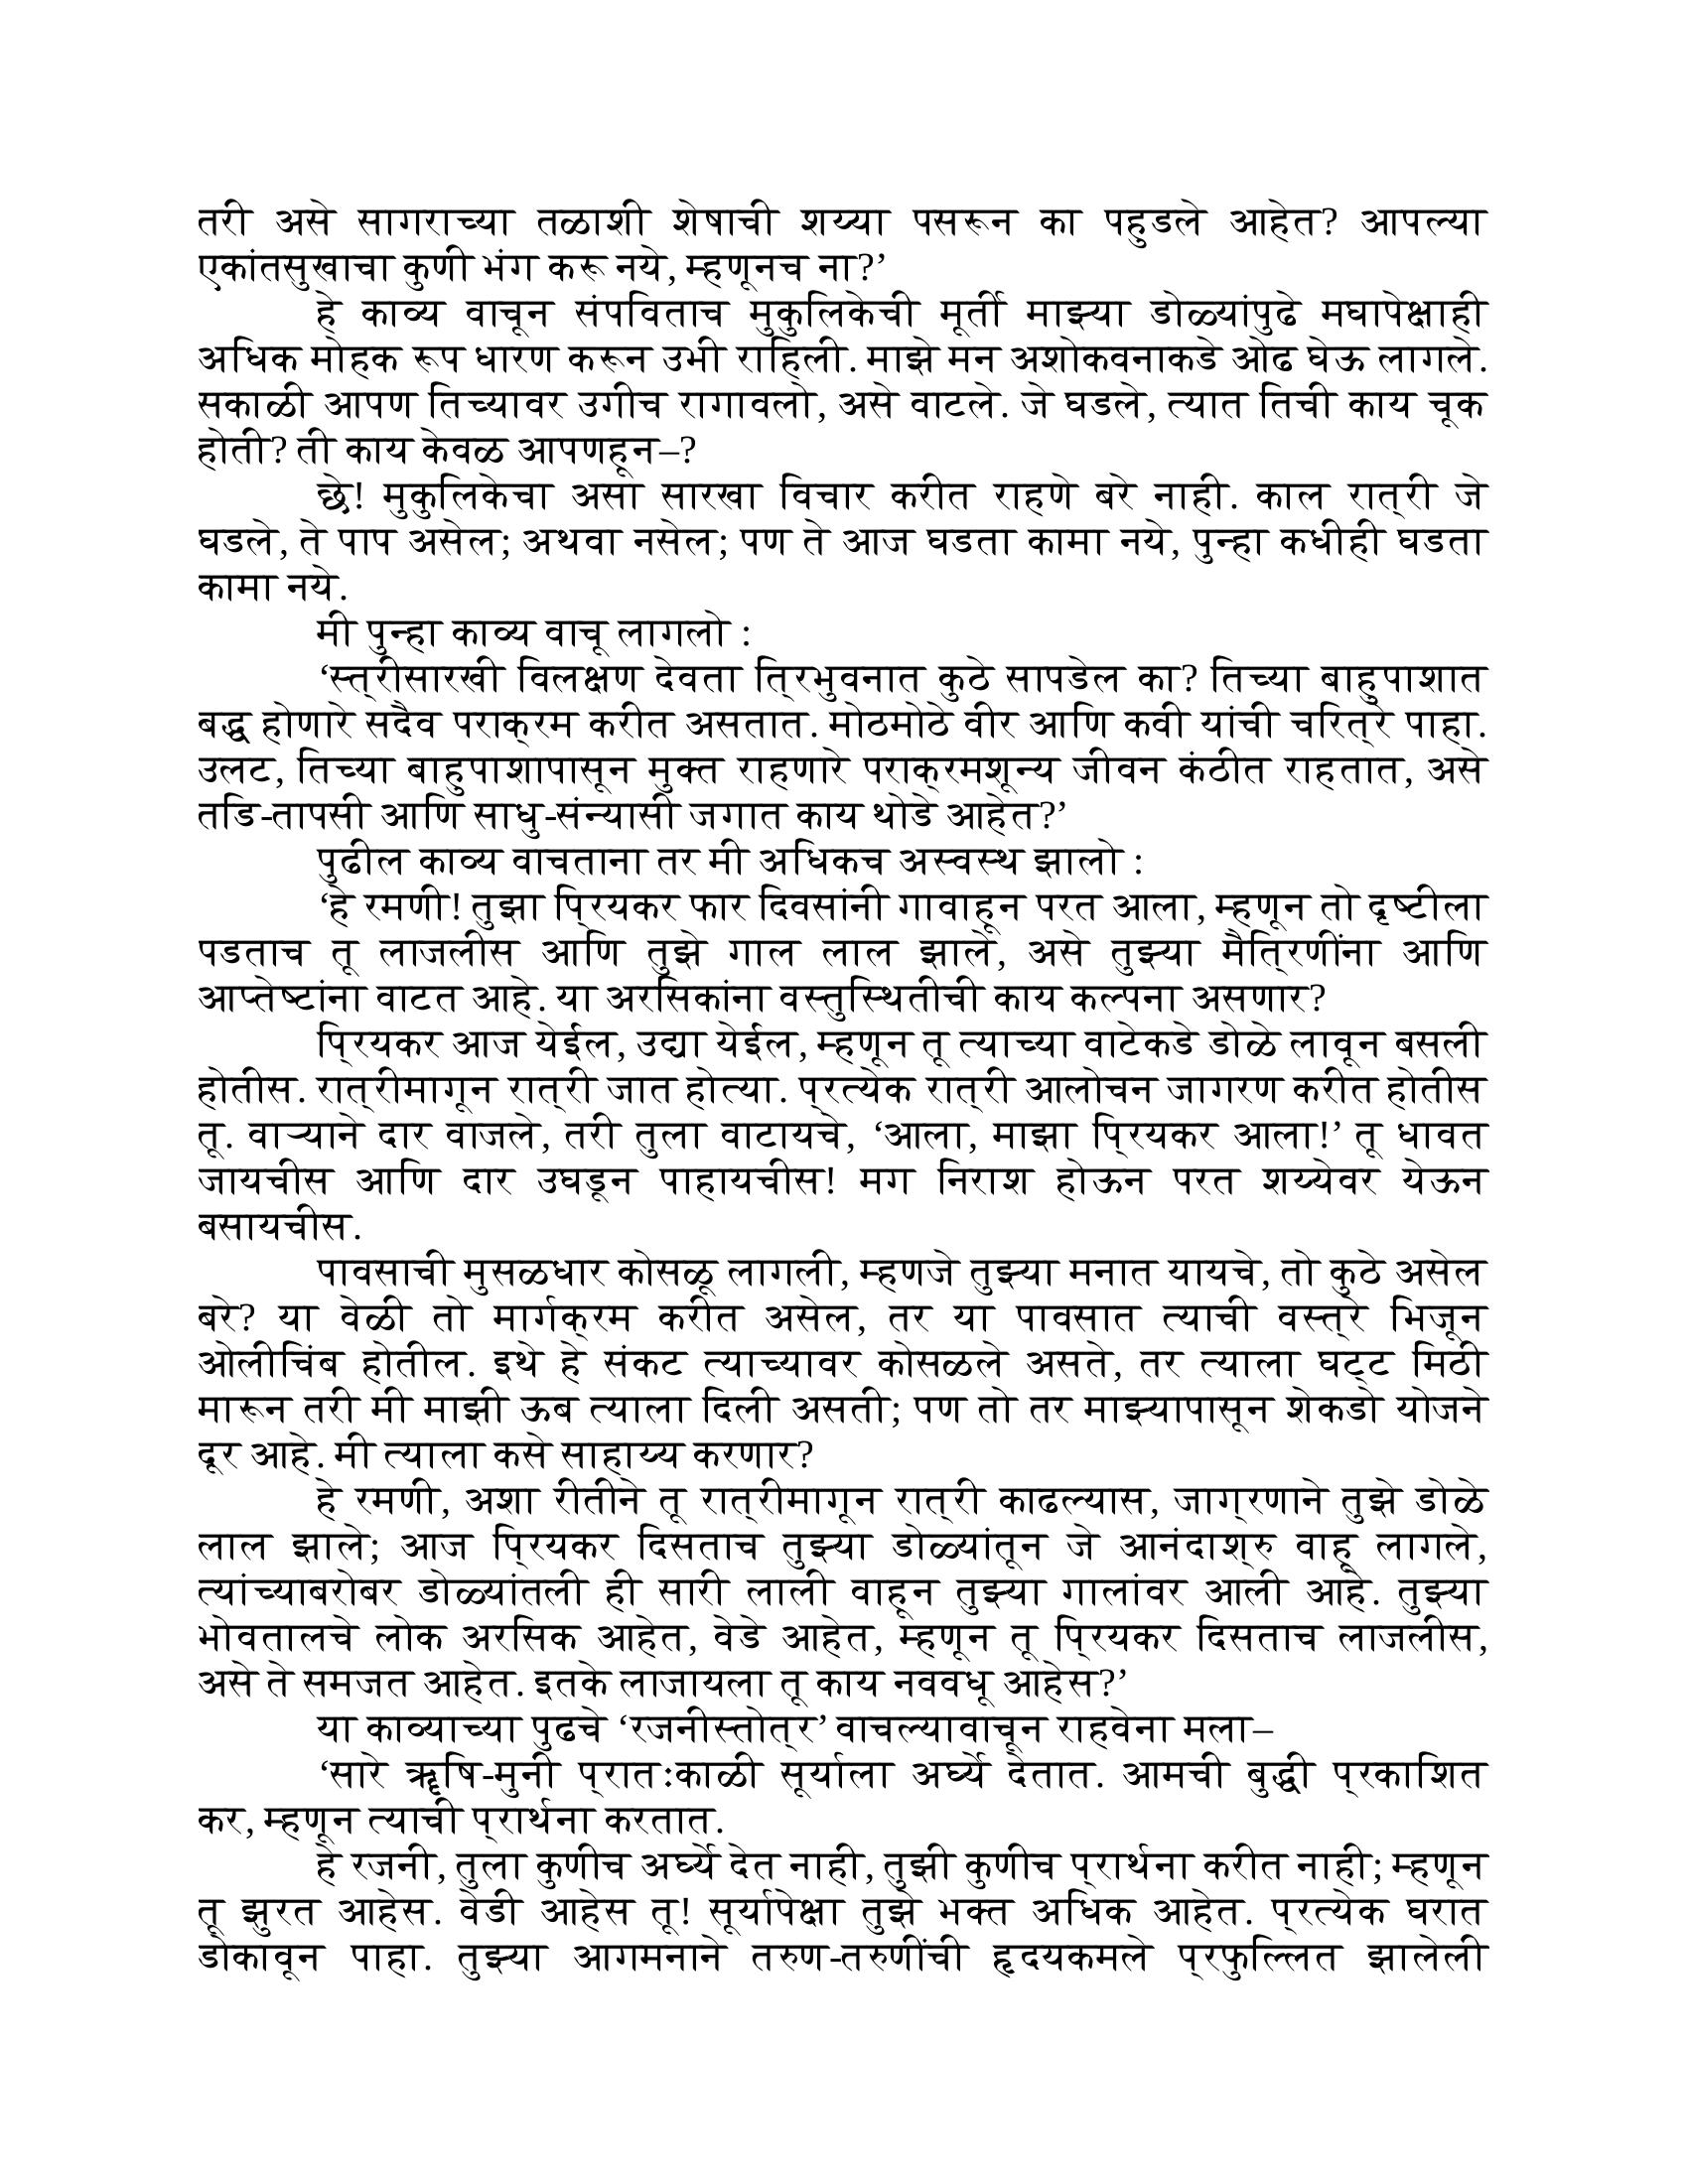 तरी असे सागराच्या तळाशी शेषाची शय्या पसरून का पहुडले आहेत? आपल्या
एकांतसुखाचा कुणी भंग करू नये, म्हणूनच ना?’
हे काव्य वाचून संपविताच मुकुलिकेची मूर्ती माझ्या डोळ्यांपुढे मघापेक्षाही
अधिक मोहक रूप धारण करून उभी राहिली. माझे मन अशोकवनाकडे ओढ घेऊ लागले.
सकाळी आपण तिच्यावर उगीच रागावलो, असे वाटले. जे घडले, त्यात तिची काय चूक
होती? ती काय केवळ आपणहून–?
छे! मुकुलिकेचा असा सारखा विचार करीत राहणे बरे नाही. काल रात्री जे
घडले, ते पाप असेल; अथवा नसेल; पण ते आज घडता कामा नये, पुन्हा कधीही घडता
कामा नये.
मी पुन्हा काव्य वाचू लागलो :
‘स्त्रीसारखी विलक्षण देवता त्रिभुवनात कुठे सापडेल का? तिच्या बाहुपाशात
बद्ध होणारे सदैव पराक्रम करीत असतात. मोठमोठे वीर आणि कवी यांची चरित्रे पाहा.
उलट, तिच्या बाहुपाशापासून मुक्त राहणारे पराक्रमशून्य जीवन कंठीत राहतात, असे
तडि-तापसी आणि साधु-संन्यासी जगात काय थोडे आहेत?’
पुढील काव्य वाचताना तर मी अधिकच अस्वस्थ झालो :
‘हे रमणी! तुझा प्रियकर फार दिवसांनी गावाहून परत आला, म्हणून तो दृष्टीला
पडताच तू लाजलीस आणि तुझे गाल लाल झाले, असे तुझ्या मैत्रिणींना आणि
आप्तेष्टांना वाटत आहे. या अरसिकांना वस्तुस्थितीची काय कल्पना असणार?
प्रियकर आज येईल, उद्या येईल, म्हणून तू त्याच्या वाटेकडे डोळे लावून बसली
होतीस. रात्रीमागून रात्री जात होत्या. प्रत्येक रात्री आलोचन जागरण करीत होतीस
तू. वाऱ्याने दार वाजले, तरी तुला वाटायचे, ‘आला, माझा प्रियकर आला!’ तू धावत
जायचीस आणि दार उघडून पाहायचीस! मग निराश होऊन परत शय्येवर येऊन
बसायचीस.
पावसाची मुसळधार कोसळू लागली, म्हणजे तुझ्या मनात यायचे, तो कुठे असेल
बरे? या वेळी तो मार्गक्रम करीत असेल, तर या पावसात त्याची वस्त्रे भिजून
ओलीचिंब होतील. इथे हे संकट त्याच्यावर कोसळले असते, तर त्याला घट्ट मिठी
मारून तरी मी माझी ऊब त्याला दिली असती; पण तो तर माझ्यापासून शेकडो योजने
दूर आहे. मी त्याला कसे साहाय्य करणार?
हे रमणी, अशा रीतीने तू रात्रीमागून रात्री काढल्यास, जाग्रणाने तुझे डोळे
लाल झाले; आज प्रियकर दिसताच तुझ्या डोळ्यांतून जे आनंदाश्रु वाहू लागले,
त्यांच्याबरोबर डोळ्यांतली ही सारी लाली वाहून तुझ्या गालांवर आली आहे. तुझ्या
भोवतालचे लोक अरसिक आहेत, वेडे आहेत, म्हणून तू प्रियकर दिसताच लाजलीस,
असे ते समजत आहेत. इतके लाजायला तू काय नववधू आहेस?’
या काव्याच्या पुढचे ‘रजनीस्तोत्र’ वाचल्यावाचून राहवेना मला–
‘सारे ॠषि-मुनी प्रातःकाळी सूर्याला अर्घ्ये देतात. आमची बुद्धी प्रकाशित
कर, म्हणून त्याची प्रार्थना करतात.
हे रजनी, तुला कुणीच अर्घ्ये देत नाही, तुझी कुणीच प्रार्थना करीत नाही; म्हणून
तू झुरत आहेस. वेडी आहेस तू! सूर्यापेक्षा तुझे भक्त अधिक आहेत. प्रत्येक घरात
डोकावून पाहा. तुझ्या आगमनाने तरुण-तरुणींची हृदयकमले प्रफुल्लित झालेली